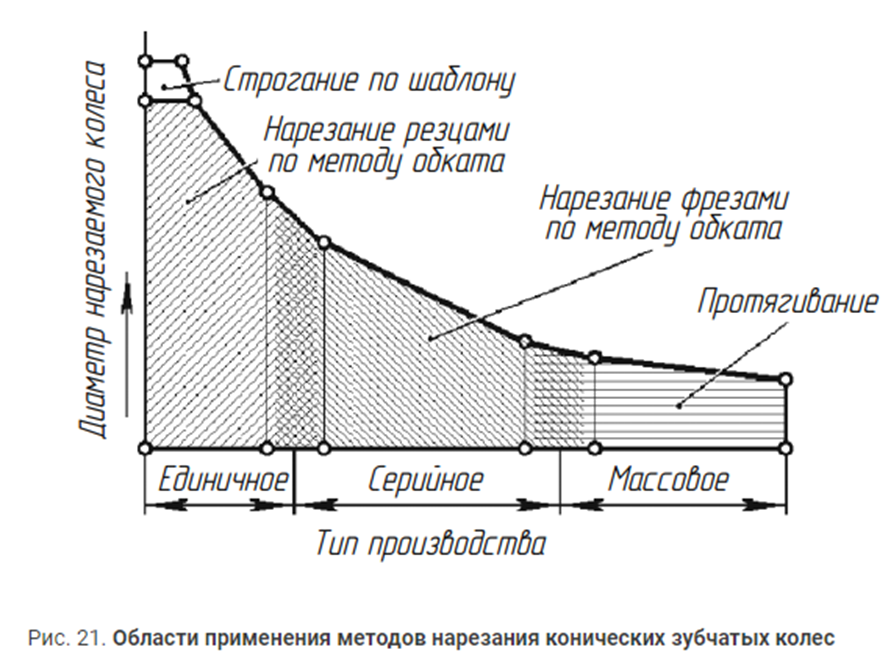 Строгание по шаблону
Нарезание резцами
по методу обката
Нарезание фрезами
по методу обката
Протягивание
Диаметр нарезаемого колеса
Единичное
Серийное
Массовое
Тип производства
Рис. 21. Области применения методов нарезания конических зубчатых колес